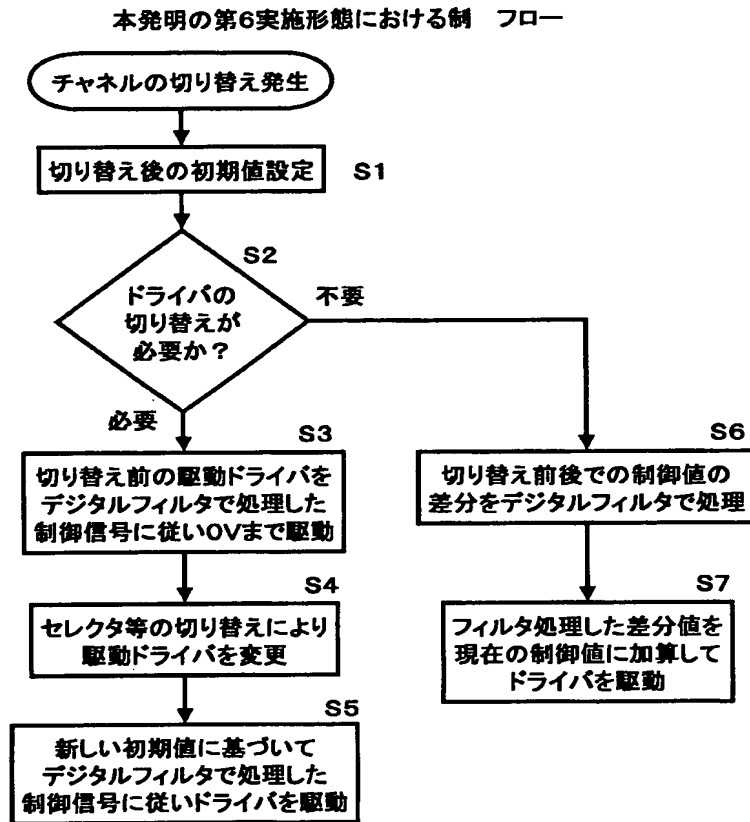 本発明の第6実施形態における制　フロー
チャネルの切り替え発生
切り替え後の初期値設定
S1
S2
ドライバの
切り替えが
必要か？
不要
必要
S3
切り替え前の駆動ドライバを
デジタルフィルタで処理した
制御信号に従い0Vまで駆動
S4
セレクタ等の切り替えにより
駆動ドライバを変更
S5
新しい初期値に基づいて
デジタルフィルタで処理した
制御信号に従いドライバを駆動
S6
切り替え前後での制御値の
差分をデジタルフィルタで処理
S7
フィルタ処理した差分値を
現在の制御値に加算して
ドライバを駆動